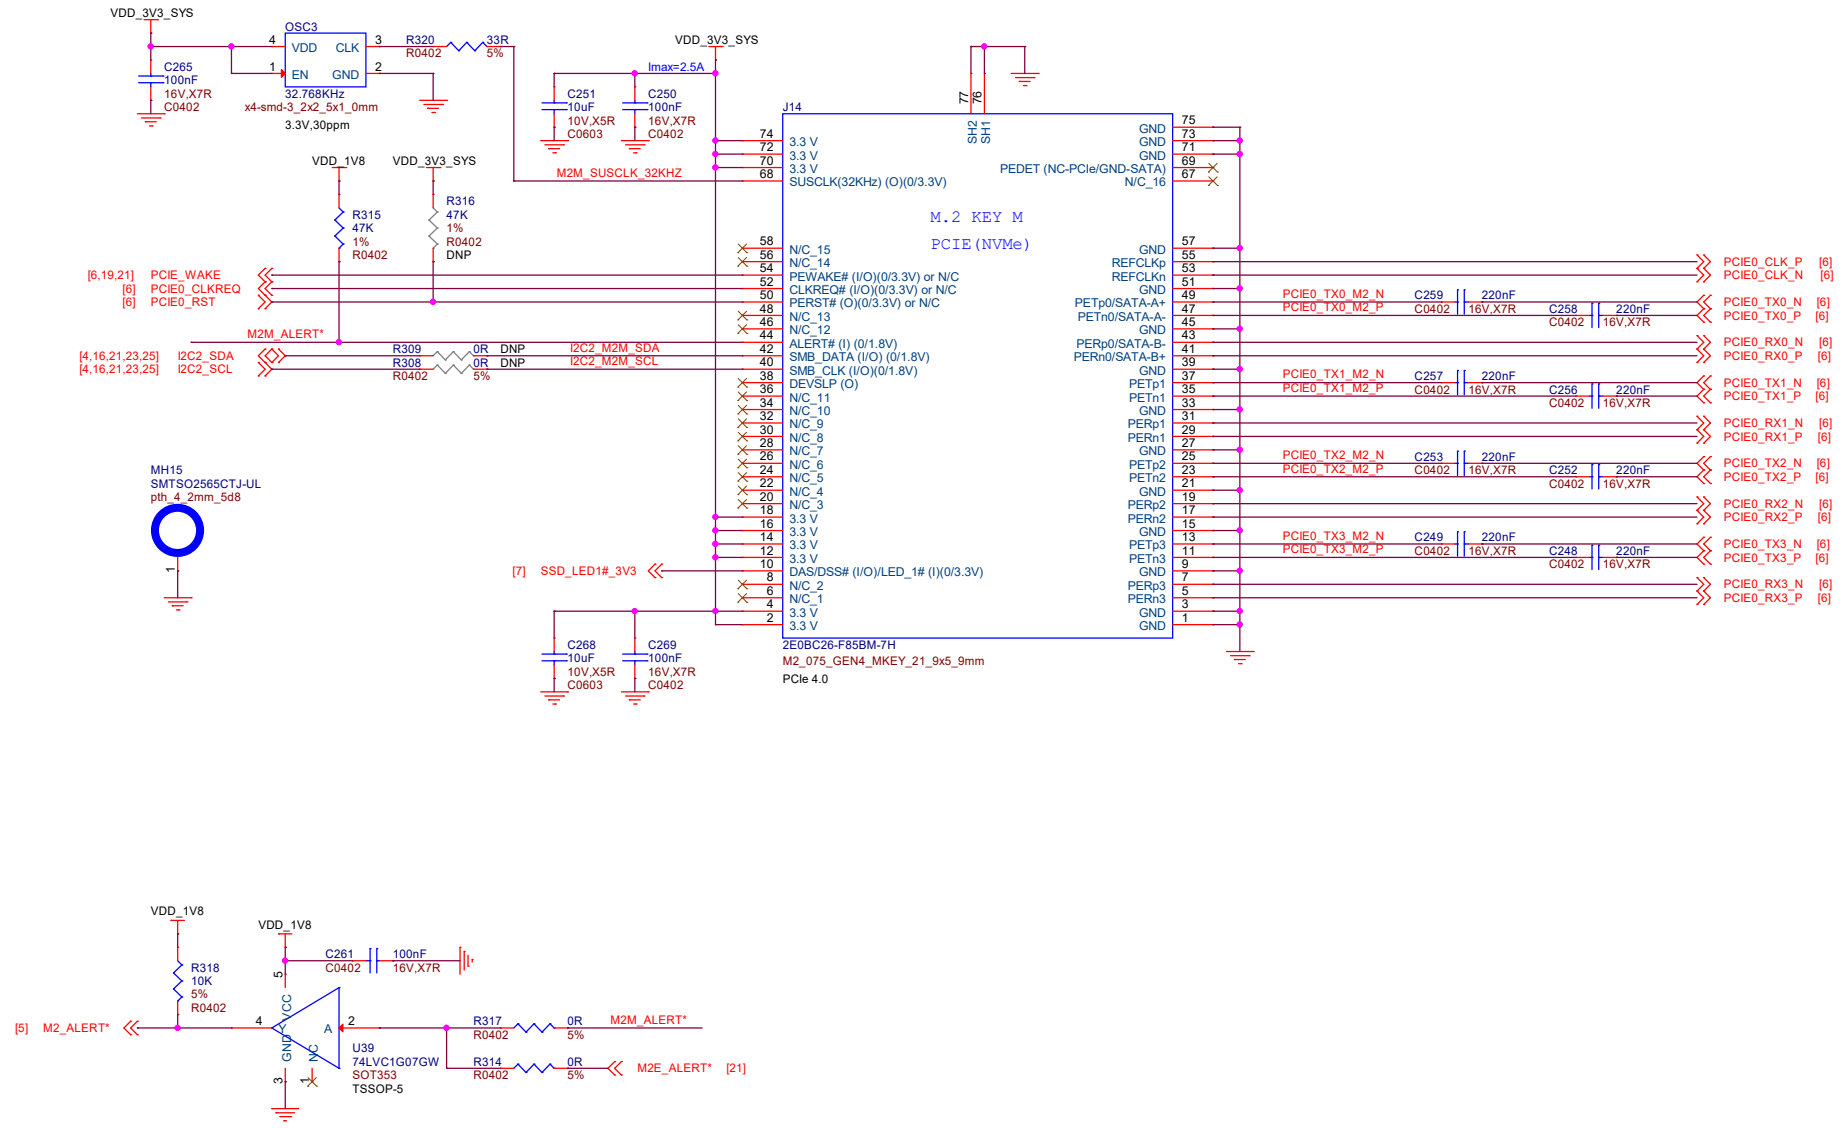 VDD_3V3_SYS
OSC3
4 VDD CLK 3
1 EN GND 2
32.768KHz
x4-smd-3_2x2_5x1_0mm
3.3V,30ppm
C265
100nF
16V,X7R
C0402
R320 33R
R0402 5%
VDD_3V3_SYS
Imax=2.5A
C251
10uF
10V,X5R
C0603
C250
100nF
16V,X7R
C0402
VDD_1V8
R315
47K
1%
R0402
VDD_3V3_SYS
R316
47K
1%
R0402
DNP
M2M_SUSCLK_32KHZ
[6,19,21] PCIE_WAKE
[6] PCIE0_CLKREQ
[6] PCIE0_RST
M2M_ALERT*
[4,16,21,23,25] I2C2_SDA
[4,16,21,23,25] I2C2_SCL
R309 0R DNP I2C2_M2M_SDA
R308 0R DNP I2C2_M2M_SCL
R0402 5%
MH15
SMTSO2565CTJ-UL
pth_4_2mm_5d8
1
[7] SSD_LED1#_3V3
C268
10uF
10V,X5R
C0603
C269
100nF
16V,X7R
C0402
J14
77 76
SH2 SH1
M.2 KEY M
PCIE(NVMe)
74 3.3 V
72 3.3 V
70 3.3 V
68 SUSCLK(32KHz) (O)(0/3.3V)
58 N/C_15
56 N/C_14
54 PEWAKE# (I/O)(0/3.3V) or N/C
52 CLKREQ# (I/O)(0/3.3V) or N/C
50 PERST# (O)(0/3.3V) or N/C
48 N/C_13
46 N/C_12
44 ALERT# (I) (0/1.8V)
42 SMB_DATA (I/O) (0/1.8V)
40 SMB_CLK (I/O)(0/1.8V)
38 DEVSLP (O)
36 N/C_11
34 N/C_10
32 N/C_9
30 N/C_8
28 N/C_7
26 N/C_6
24 N/C_5
22 N/C_4
20 N/C_3
18 3.3 V
16 3.3 V
14 3.3 V
12 3.3 V
10 DAS/DSS# (I/O)/LED_1# (I)(0/3.3V)
8 N/C_2
6 N/C_1
4 3.3 V
2 3.3 V
GND 75
GND 73
GND 71
PEDET (NC-PCIe/GND-SATA) 69
N/C_16 67
GND 57
REFCLKp 55
REFCLKn 53
GND 51
PETp0/SATA-A+ 49
PETn0/SATA-A- 47
GND 45
PERp0/SATA-B- 43
PERn0/SATA-B+ 41
GND 39
PETp1 37
PETn1 35
GND 33
PERp1 31
PERn1 29
GND 27
PETp2 25
PETn2 23
GND 21
PERp2 19
PERn2 17
GND 15
PETp3 13
PETn3 11
GND 9
PERp3 7
PERn3 5
GND 3
GND 1
2E0BC26-F85BM-7H
M2_075_GEN4_MKEY_21_9x5_9mm
PCIe 4.0
PCIE0_CLK_P [6]
PCIE0_CLK_N [6]
PCIE0_TX0_M2_N C259 220nF PCIE0_TX0_N [6]
C0402 16V,X7R
PCIE0_TX0_M2_P C258 220nF PCIE0_TX0_P [6]
C0402 16V,X7R
PCIE0_RX0_N [6]
PCIE0_RX0_P [6]
PCIE0_TX1_M2_N C257 220nF PCIE0_TX1_N [6]
C0402 16V,X7R
PCIE0_TX1_M2_P C256 220nF PCIE0_TX1_P [6]
C0402 16V,X7R
PCIE0_RX1_N [6]
PCIE0_RX1_P [6]
PCIE0_TX2_M2_N C253 220nF PCIE0_TX2_N [6]
C0402 16V,X7R
PCIE0_TX2_M2_P C252 220nF PCIE0_TX2_P [6]
C0402 16V,X7R
PCIE0_RX2_N [6]
PCIE0_RX2_P [6]
PCIE0_TX3_M2_N C249 220nF PCIE0_TX3_N [6]
C0402 16V,X7R
PCIE0_TX3_M2_P C248 220nF PCIE0_TX3_P [6]
C0402 16V,X7R
PCIE0_RX3_N [6]
PCIE0_RX3_P [6]
VDD_1V8
R318
10K
5%
R0402
VDD_1V8
C261 100nF
C0402 16V,X7R
5
VCC
[5] M2_ALERT*
4 Y A 2
GND NC
3 1
U39
74LVC1G07GW
SOT353
TSSOP-5
R317 0R M2M_ALERT*
R0402 5%
R314 0R M2E_ALERT* [21]
R0402 5%